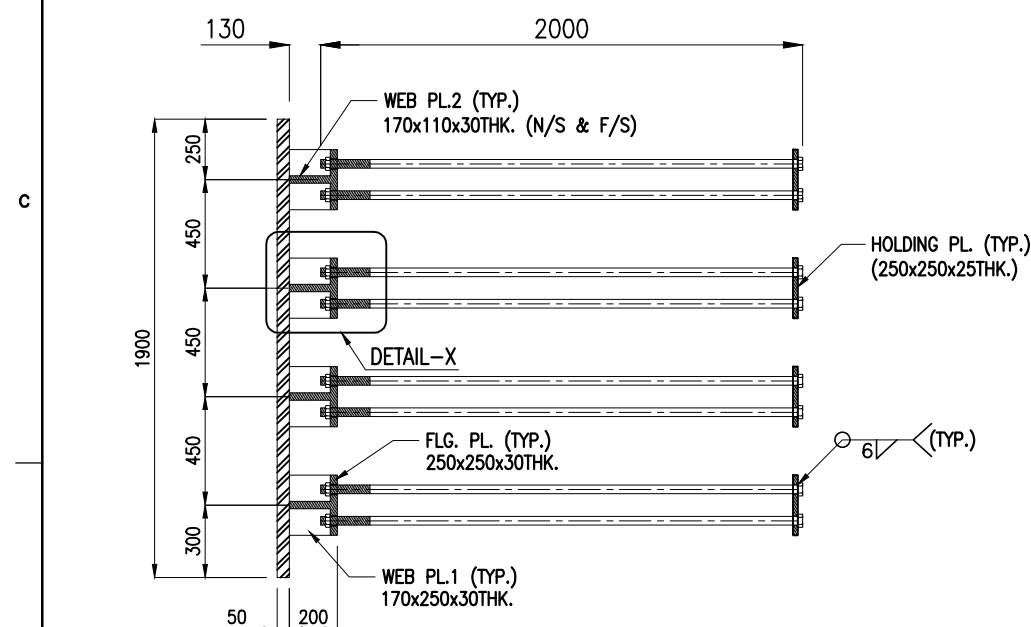 130
2000
WEB PL.2 (TYP.)
170x110x30THK. (N/S & F/S)
250
C
450
HOLDING PL. (TYP.)
(250x250x25THK.)
1900
450
DETAIL-X
450
FLG. PL. (TYP.)
250x250x30THK.
6
(TYP.)
300
WEB PL.1 (TYP.)
170x250x30THK.
50
200